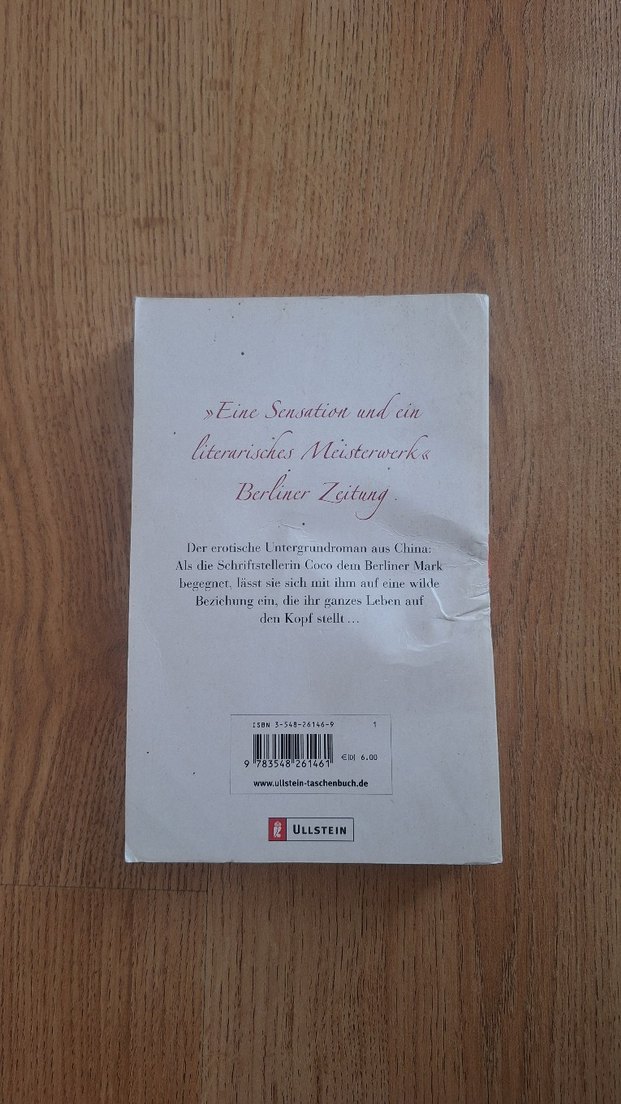 »Eine Sensation und ein
literarisches Meisterwerk«
Berliner Zeitung
Der erotische Untergrundroman aus China:
Als die Schriftstellerin Coco dem Berliner Mark
begegnet, lässt sie sich mit ihm auf eine wilde
Beziehung ein, die ihr ganzes Leben auf
den Kopf stellt …
ISBN 3-548-26146-9 1
9 783548 261461 €[D] 6.00
www.ullstein-taschenbuch.de
ULLSTEIN